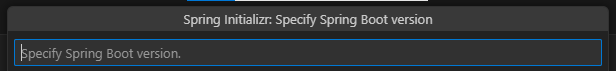 Spring Initializr: Specify Spring Boot version
Specify Spring Boot version.